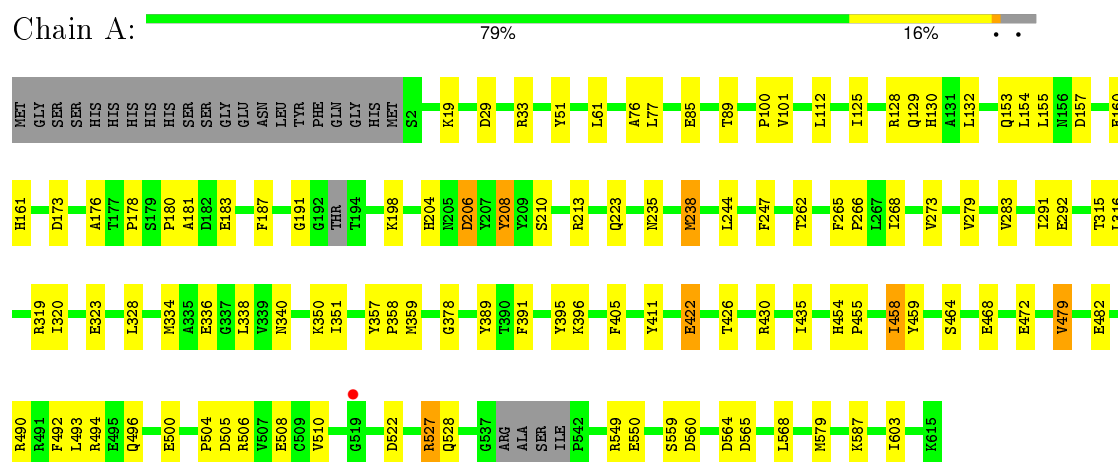 Chain A:
79% 16% • •
MET GLY SER SER HIS HIS HIS HIS HIS HIS SER SER GLY GLU ASN LEU TYR PHE GLN GLY HIS MET S2 K19 D29 R33 Y51 L61 A76 L77 E85 T89 P100 V101 L112 I125 R128 Q129 H130 A131 L132 Q153 L154 L155 N156 D157 E160
H161 D173 A176 T177 P178 S179 P180 A181 D182 E183 F187 G191 G192 THR T194 K198 H204 N205 D206 Y207 Y208 Y209 S210 R213 Q223 N235 M238 L244 F247 T262 F265 P266 L267 I268 V273 V279 V283 I291 E292 T315 L316
R319 I320 E323 L328 M334 A335 E336 G337 L338 V339 N340 K350 I351 Y357 P358 M359 G378 Y389 T390 F391 Y395 K396 F405 Y411 E422 T426 R430 I435 H454 P455 I458 Y459 S464 E468 E472 V479 E482
R490 R491 F492 L493 R494 E495 Q496 E500 P504 D505 R506 V507 E508 C509 V510 G519 D522 R527 Q528 G537 ARG ALA SER ILE P542 R549 E550 S559 D560 D564 D565 L568 M579 K587 I603 K615